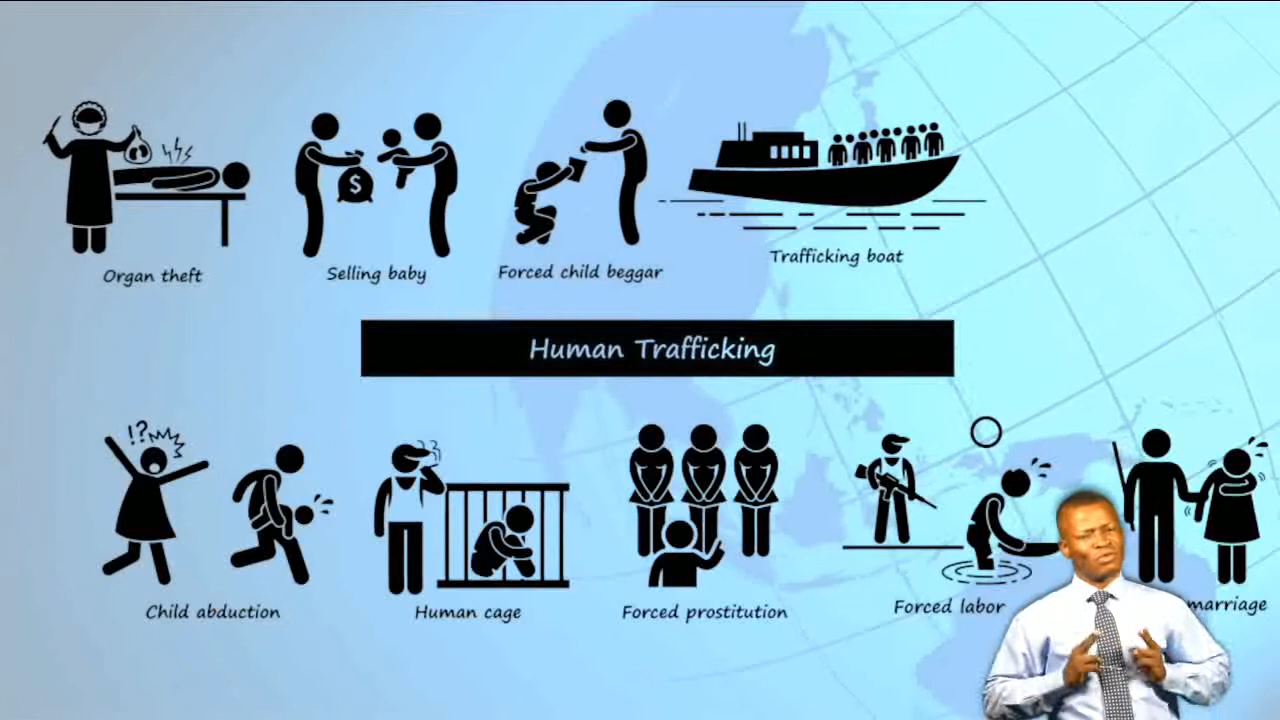 $
Organ theft
Selling baby
Forced child beggar
Trafficking boat
Human Trafficking
!?
Child abduction
Human cage
Forced prostitution
Forced labor
marriage